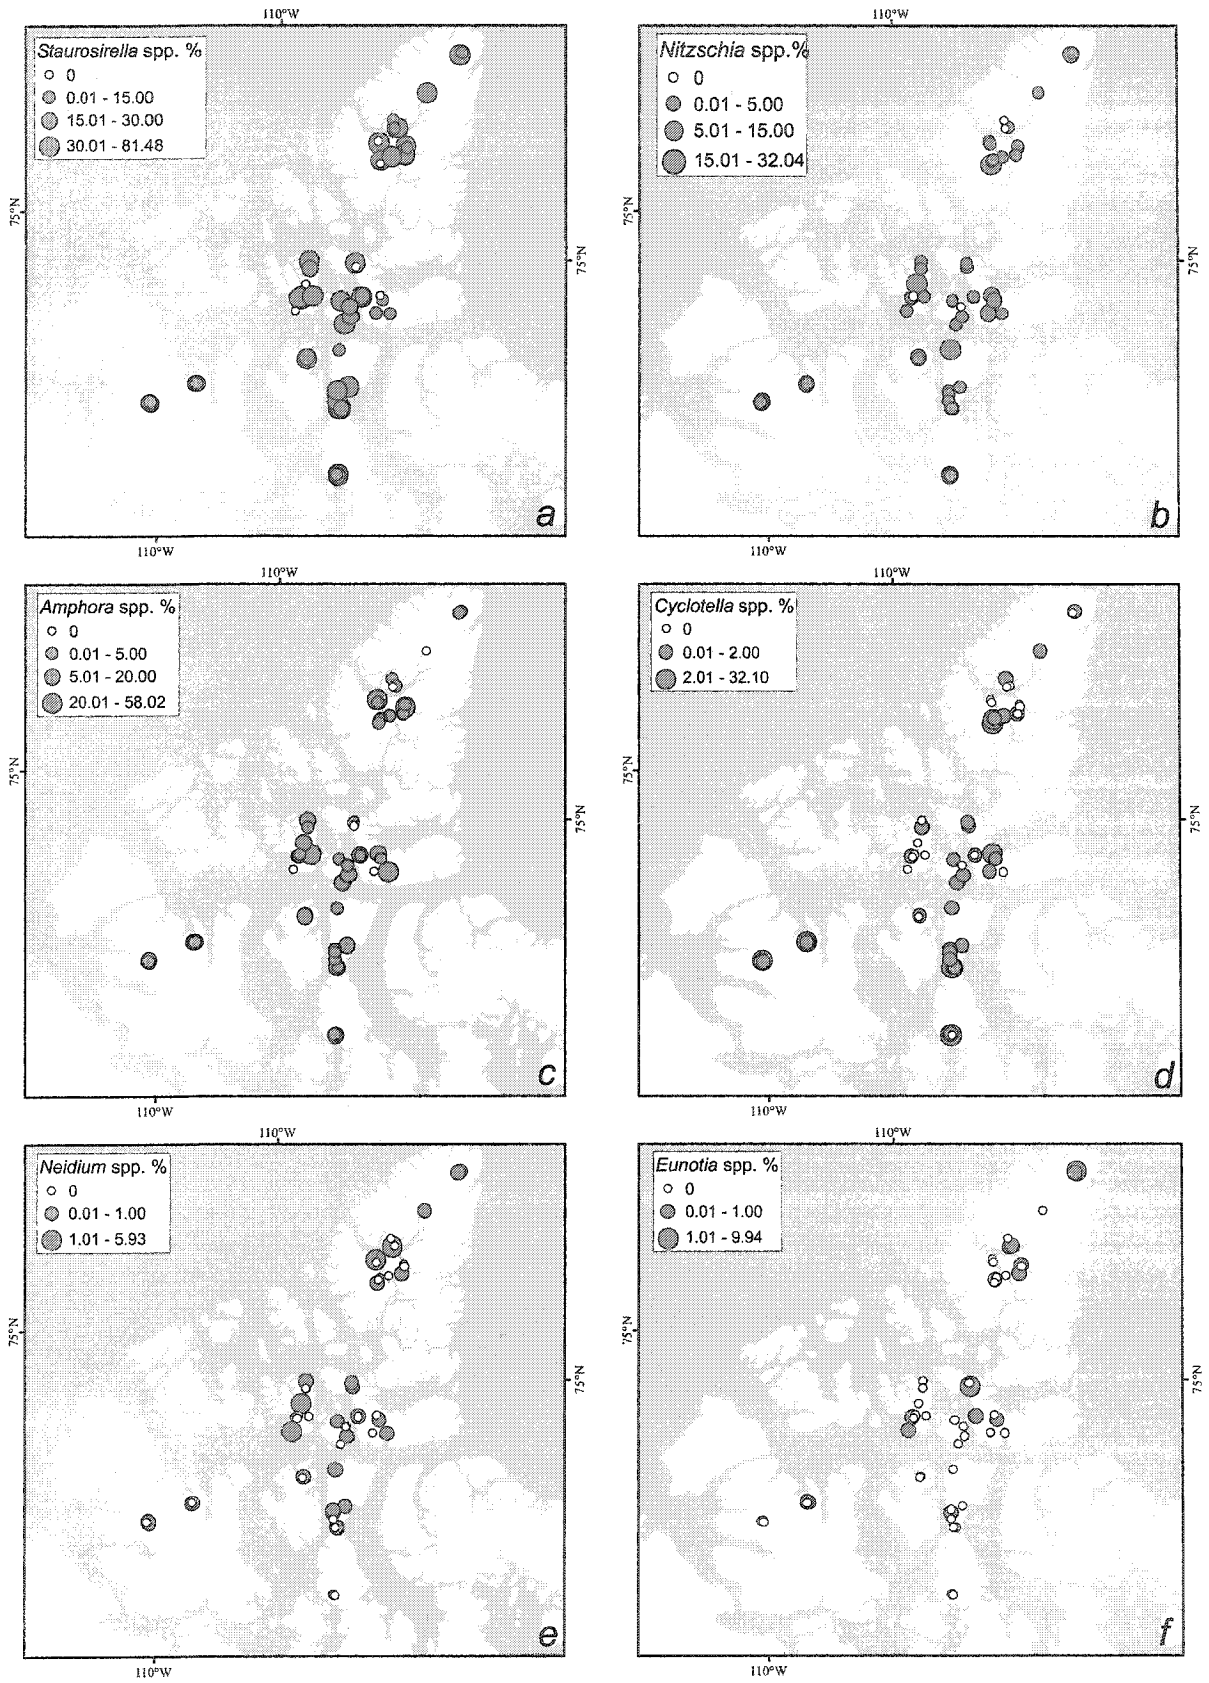 110°W
110°W
Staurosirella spp. %
0
0.01 - 15.00
15.01 - 30.00
30.01 - 81.48
75°N
75°N
a
110°W
Nitzschia spp.%
0
0.01 - 5.00
5.01 - 15.00
15.01 - 32.04
75°N
75°N
b
110°W
110°W
110°W
Amphora spp. %
0
0.01 - 5.00
5.01 - 20.00
20.01 - 58.02
75°N
75°N
c
110°W
110°W
Cyclotella spp. %
0
0.01 - 2.00
2.01 - 32.10
75°N
75°N
d
110°W
110°W
Neidium spp. %
0
0.01 - 1.00
1.01 - 5.93
75°N
75°N
e
110°W
110°W
Eunotia spp. %
0
0.01 - 1.00
1.01 - 9.94
75°N
75°N
f
110°W